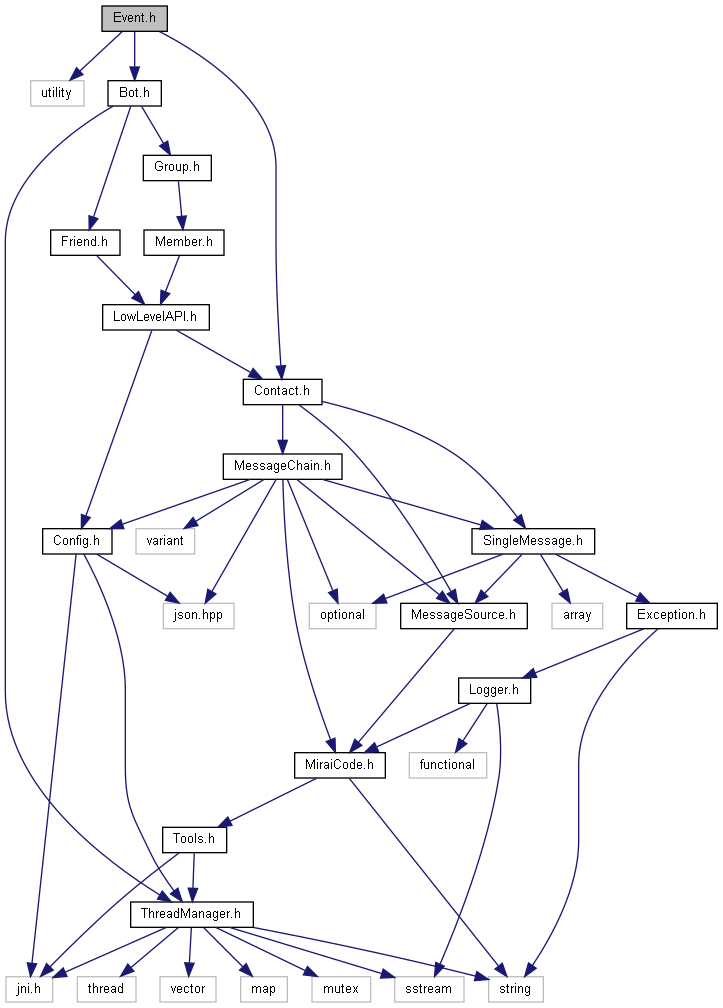 Event.h
utility
Bot.h
Group.h
Friend.h
Member.h
LowLevelAPI.h
Contact.h
MessageChain.h
Config.h
variant
SingleMessage.h
json.hpp
optional
MessageSource.h
array
Exception.h
Logger.h
MiraiCode.h
functional
Tools.h
ThreadManager.h
jni.h
thread
vector
map
mutex
sstream
string